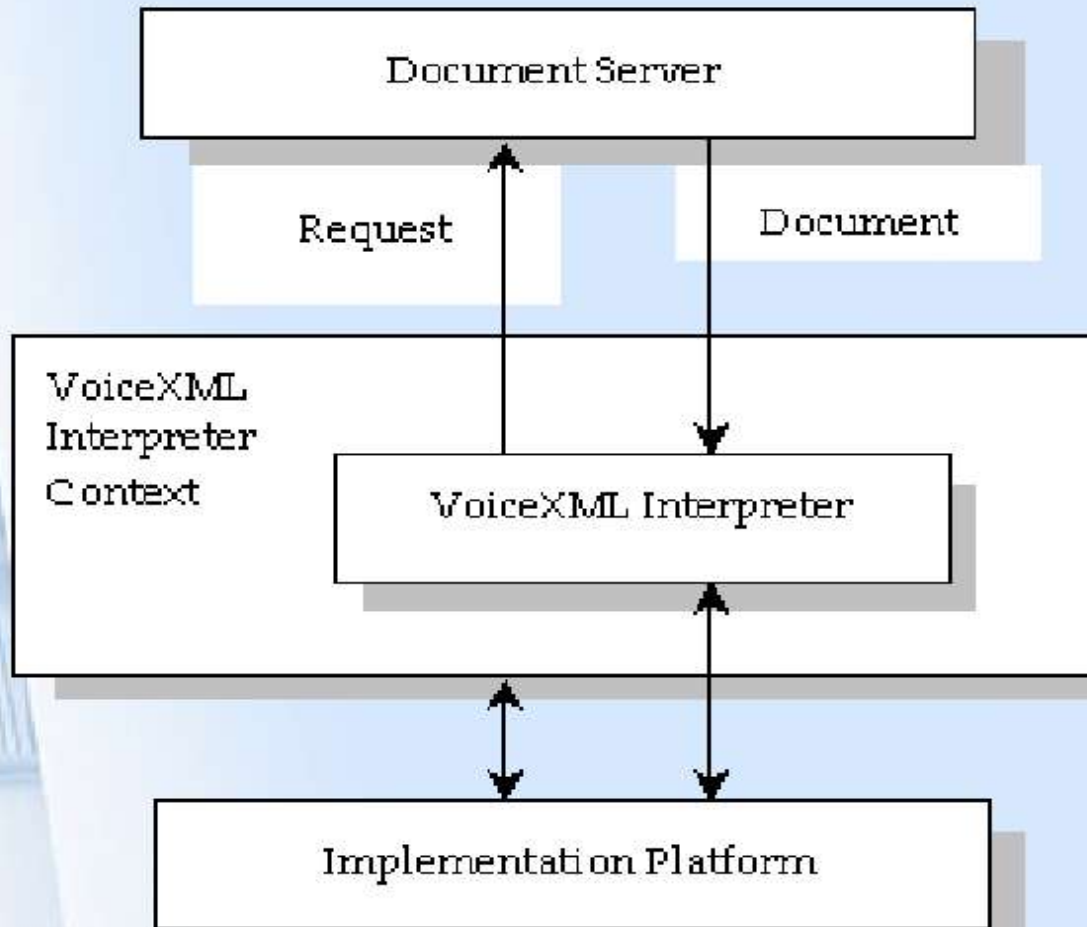 Document Server
Request
Document
VoiceXML
Interpreter
Context
VoiceXML Interpreter
Implementation Platform